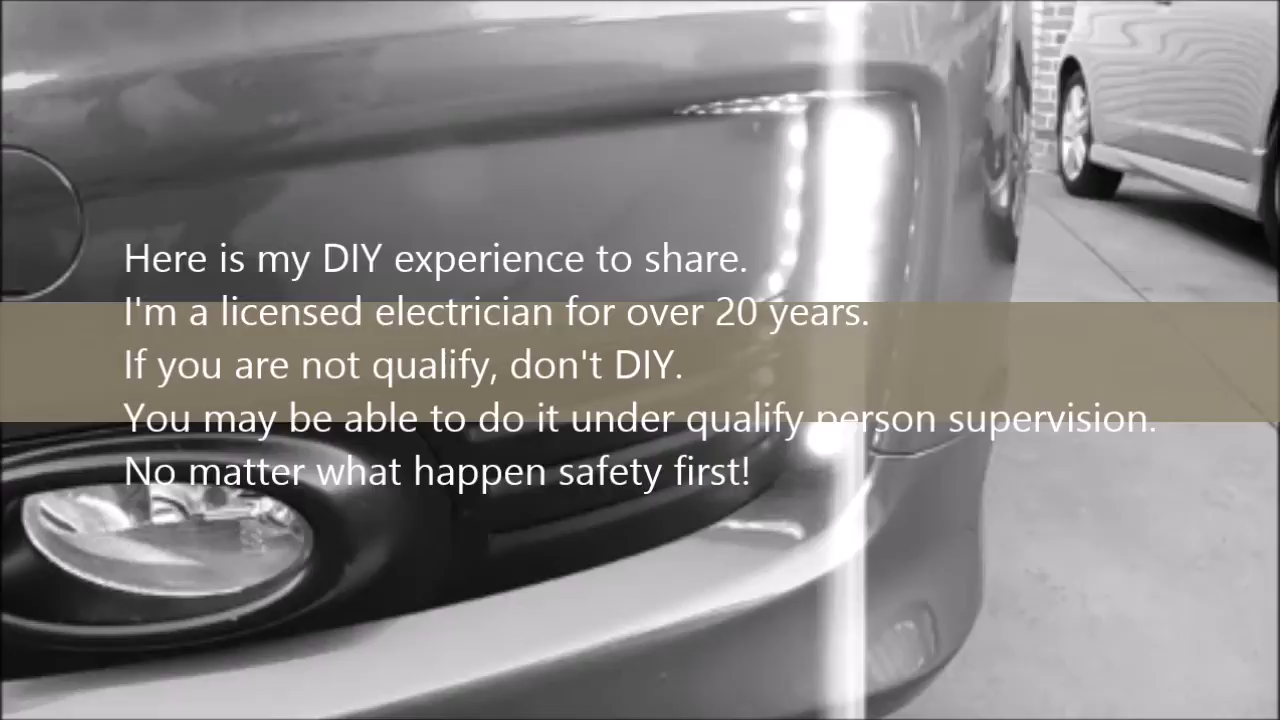 Here is my DIY experience to share.
I'm a licensed electrician for over 20 years.
If you are not qualify, don't DIY.
You may be able to do it under qualify person supervision.
No matter what happen safety first!